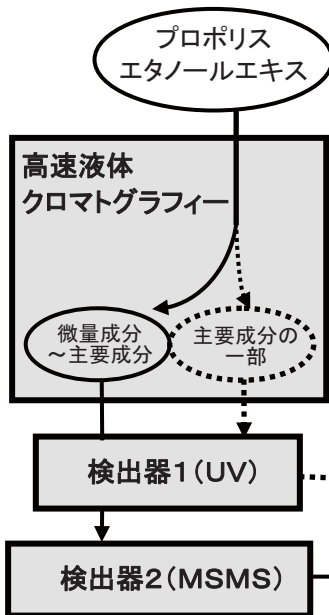 プロポリス
エタノールエキス
高速液体
クロマトグラフィー
微量成分
～主要成分
主要成分の
一部
検出器1(UV)
検出器2(MSMS)